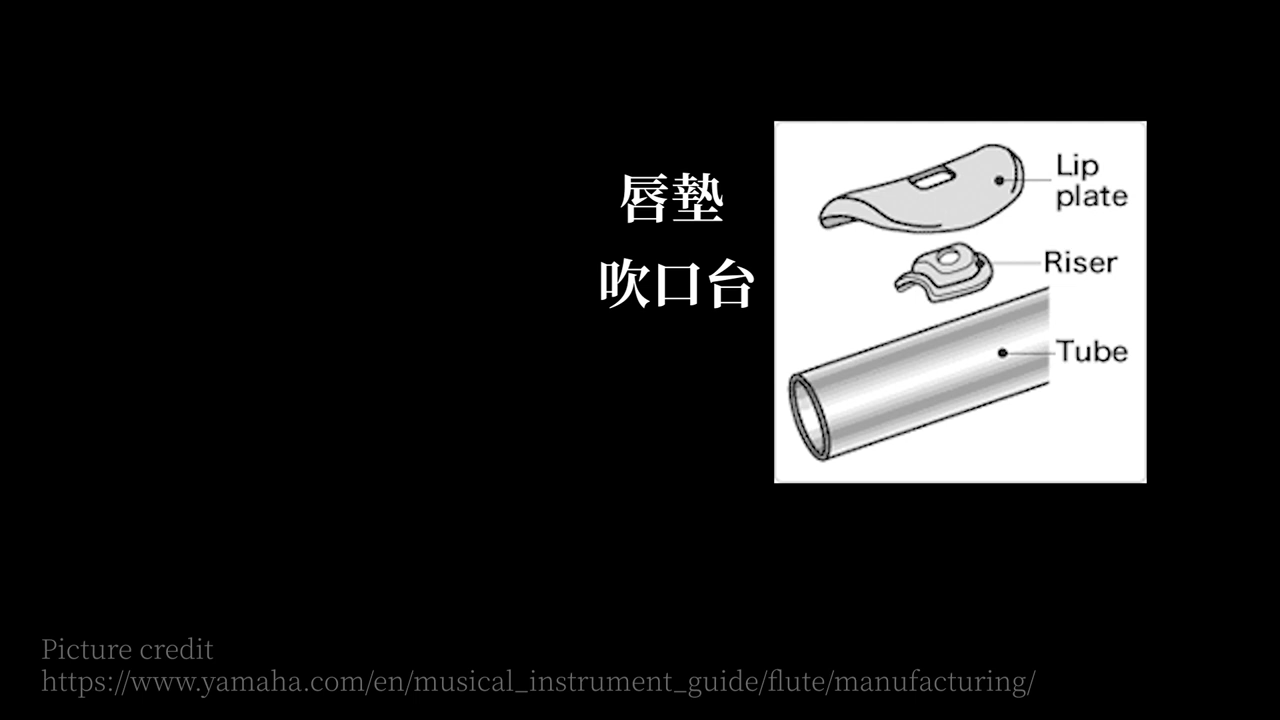 唇墊
吹口台
Lip
plate
Riser
Tube
Picture credit
https://www.yamaha.com/en/musical_instrument_guide/flute/manufacturing/